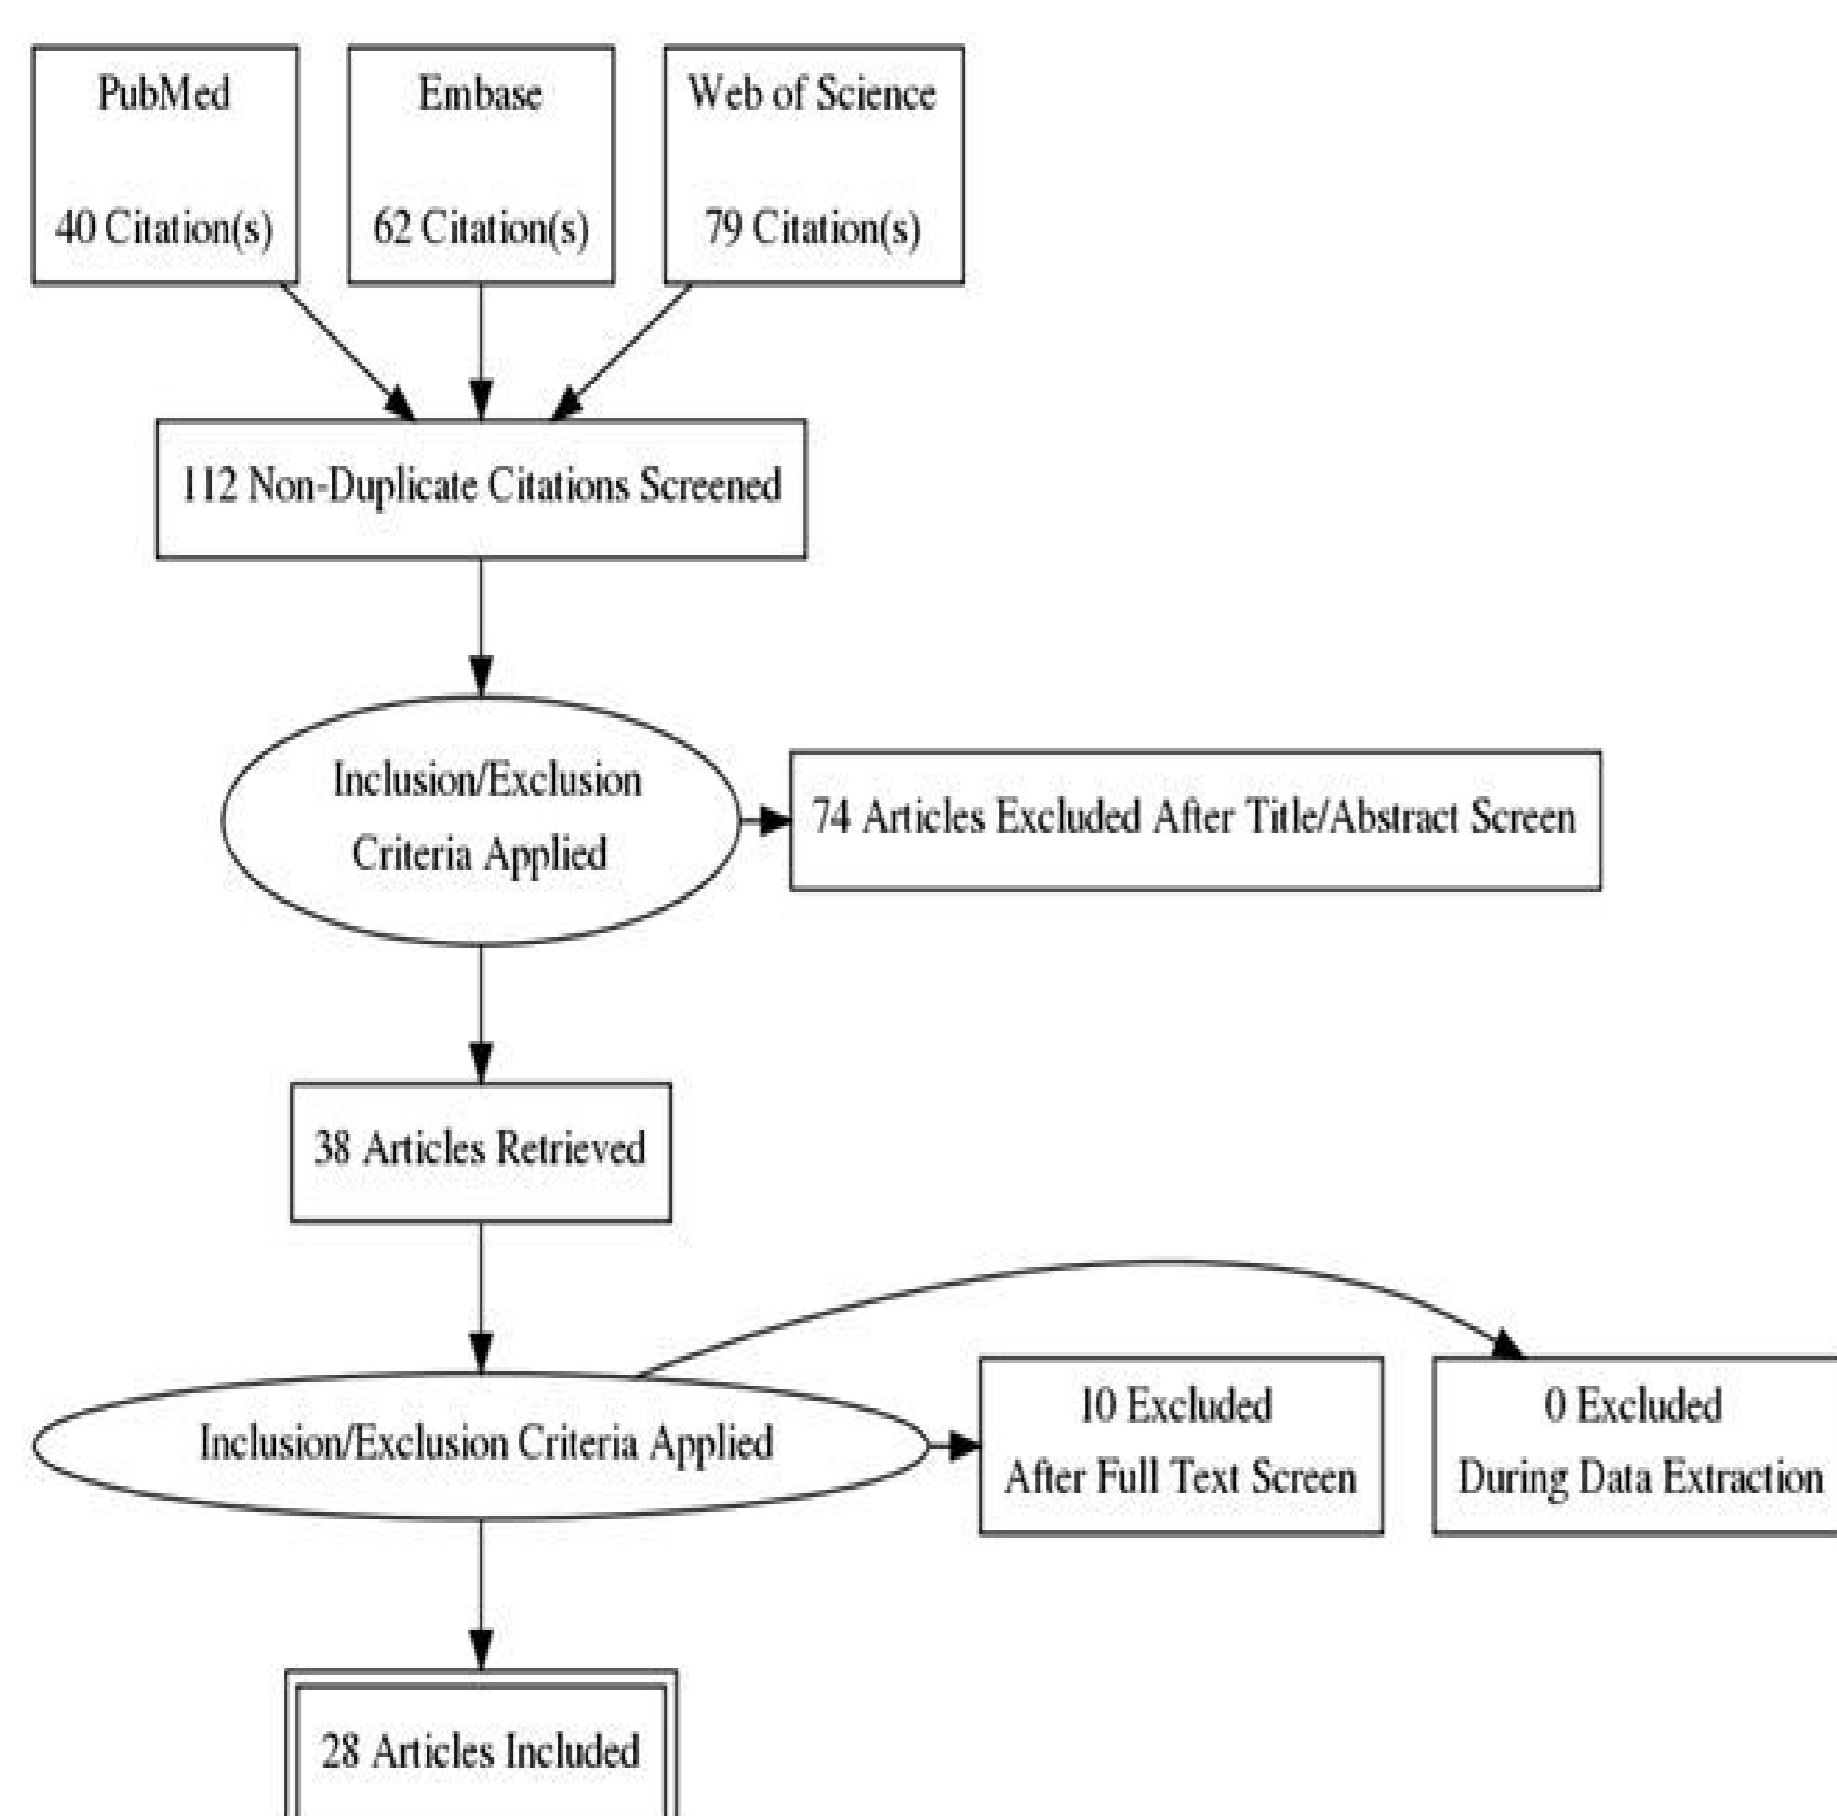 PubMed
40 Citation(s)
Embase
62 Citation(s)
Web of Science
79 Citation(s)
112 Non-Duplicate Citations Screened
Inclusion/Exclusion
Criteria Applied
74 Articles Excluded After Title/Abstract Screen
38 Articles Retrieved
Inclusion/Exclusion Criteria Applied
10 Excluded
After Full Text Screen
0 Excluded
During Data Extraction
28 Articles Included